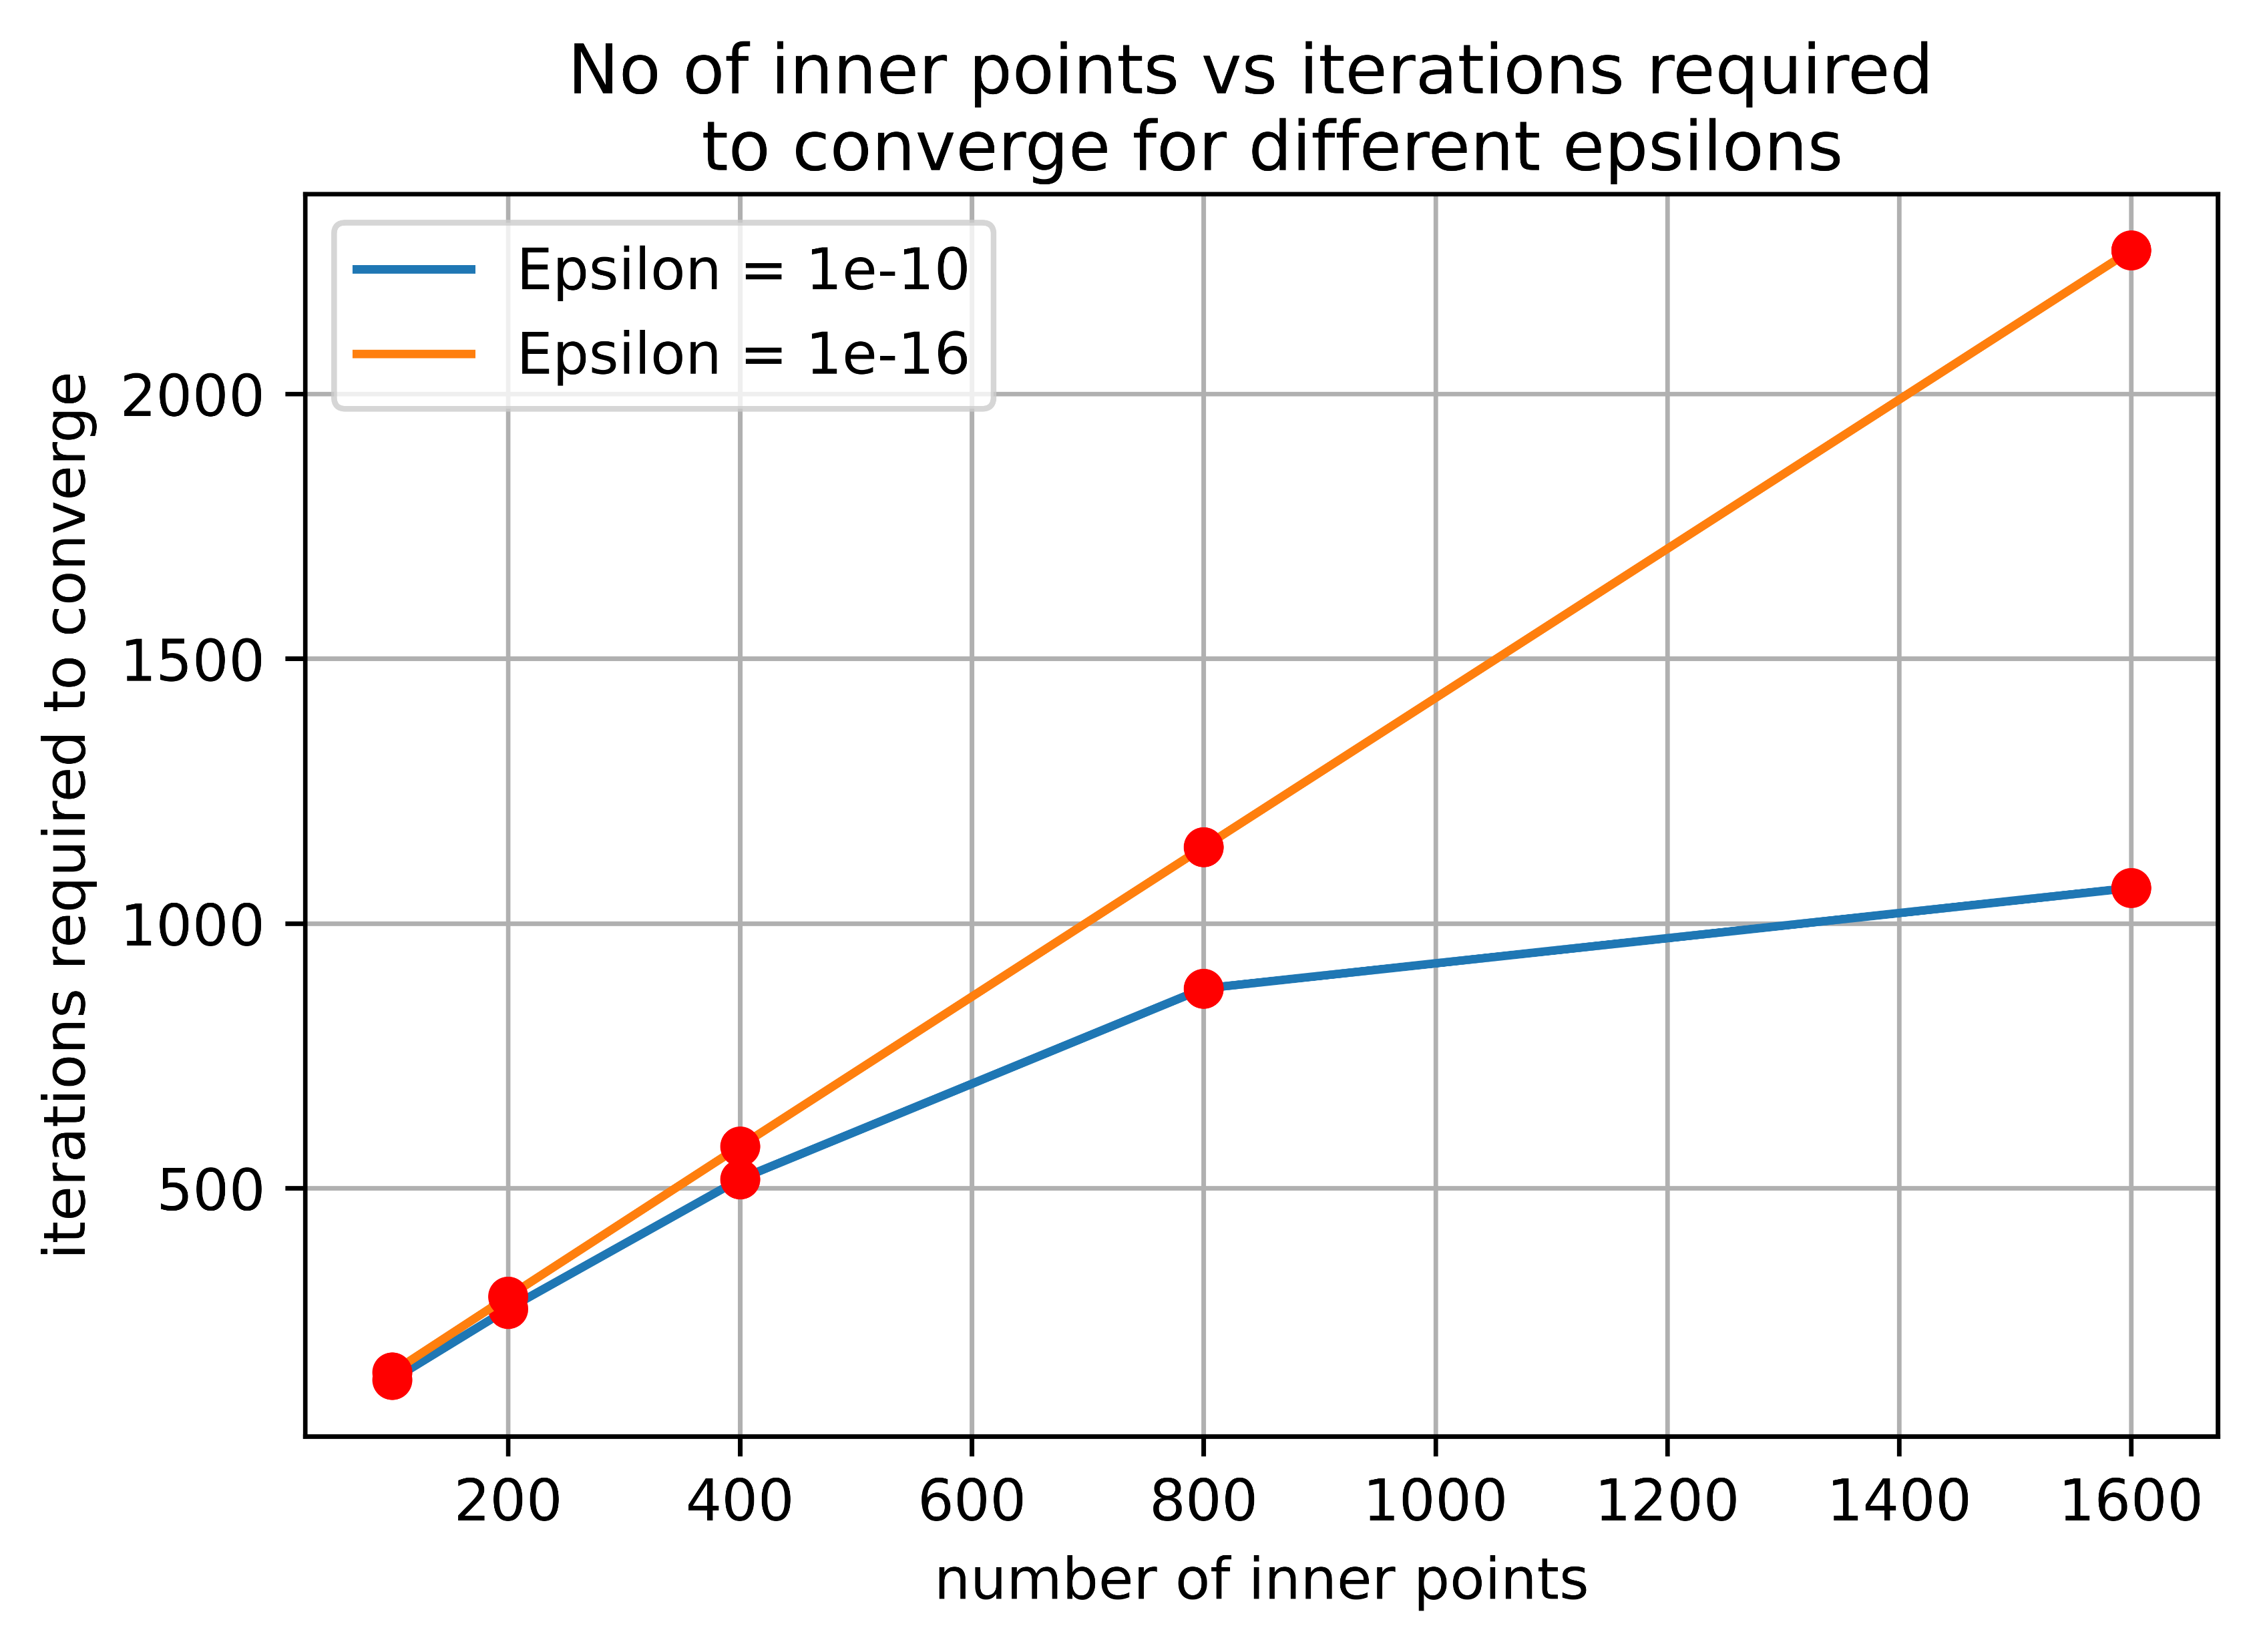 No of inner points vs iterations required
to converge for different epsilons
Epsilon = 1e-10
Epsilon = 1e-16
iterations required to converge
2000
1500
1000
500
200 400 600 800 1000 1200 1400 1600
number of inner points